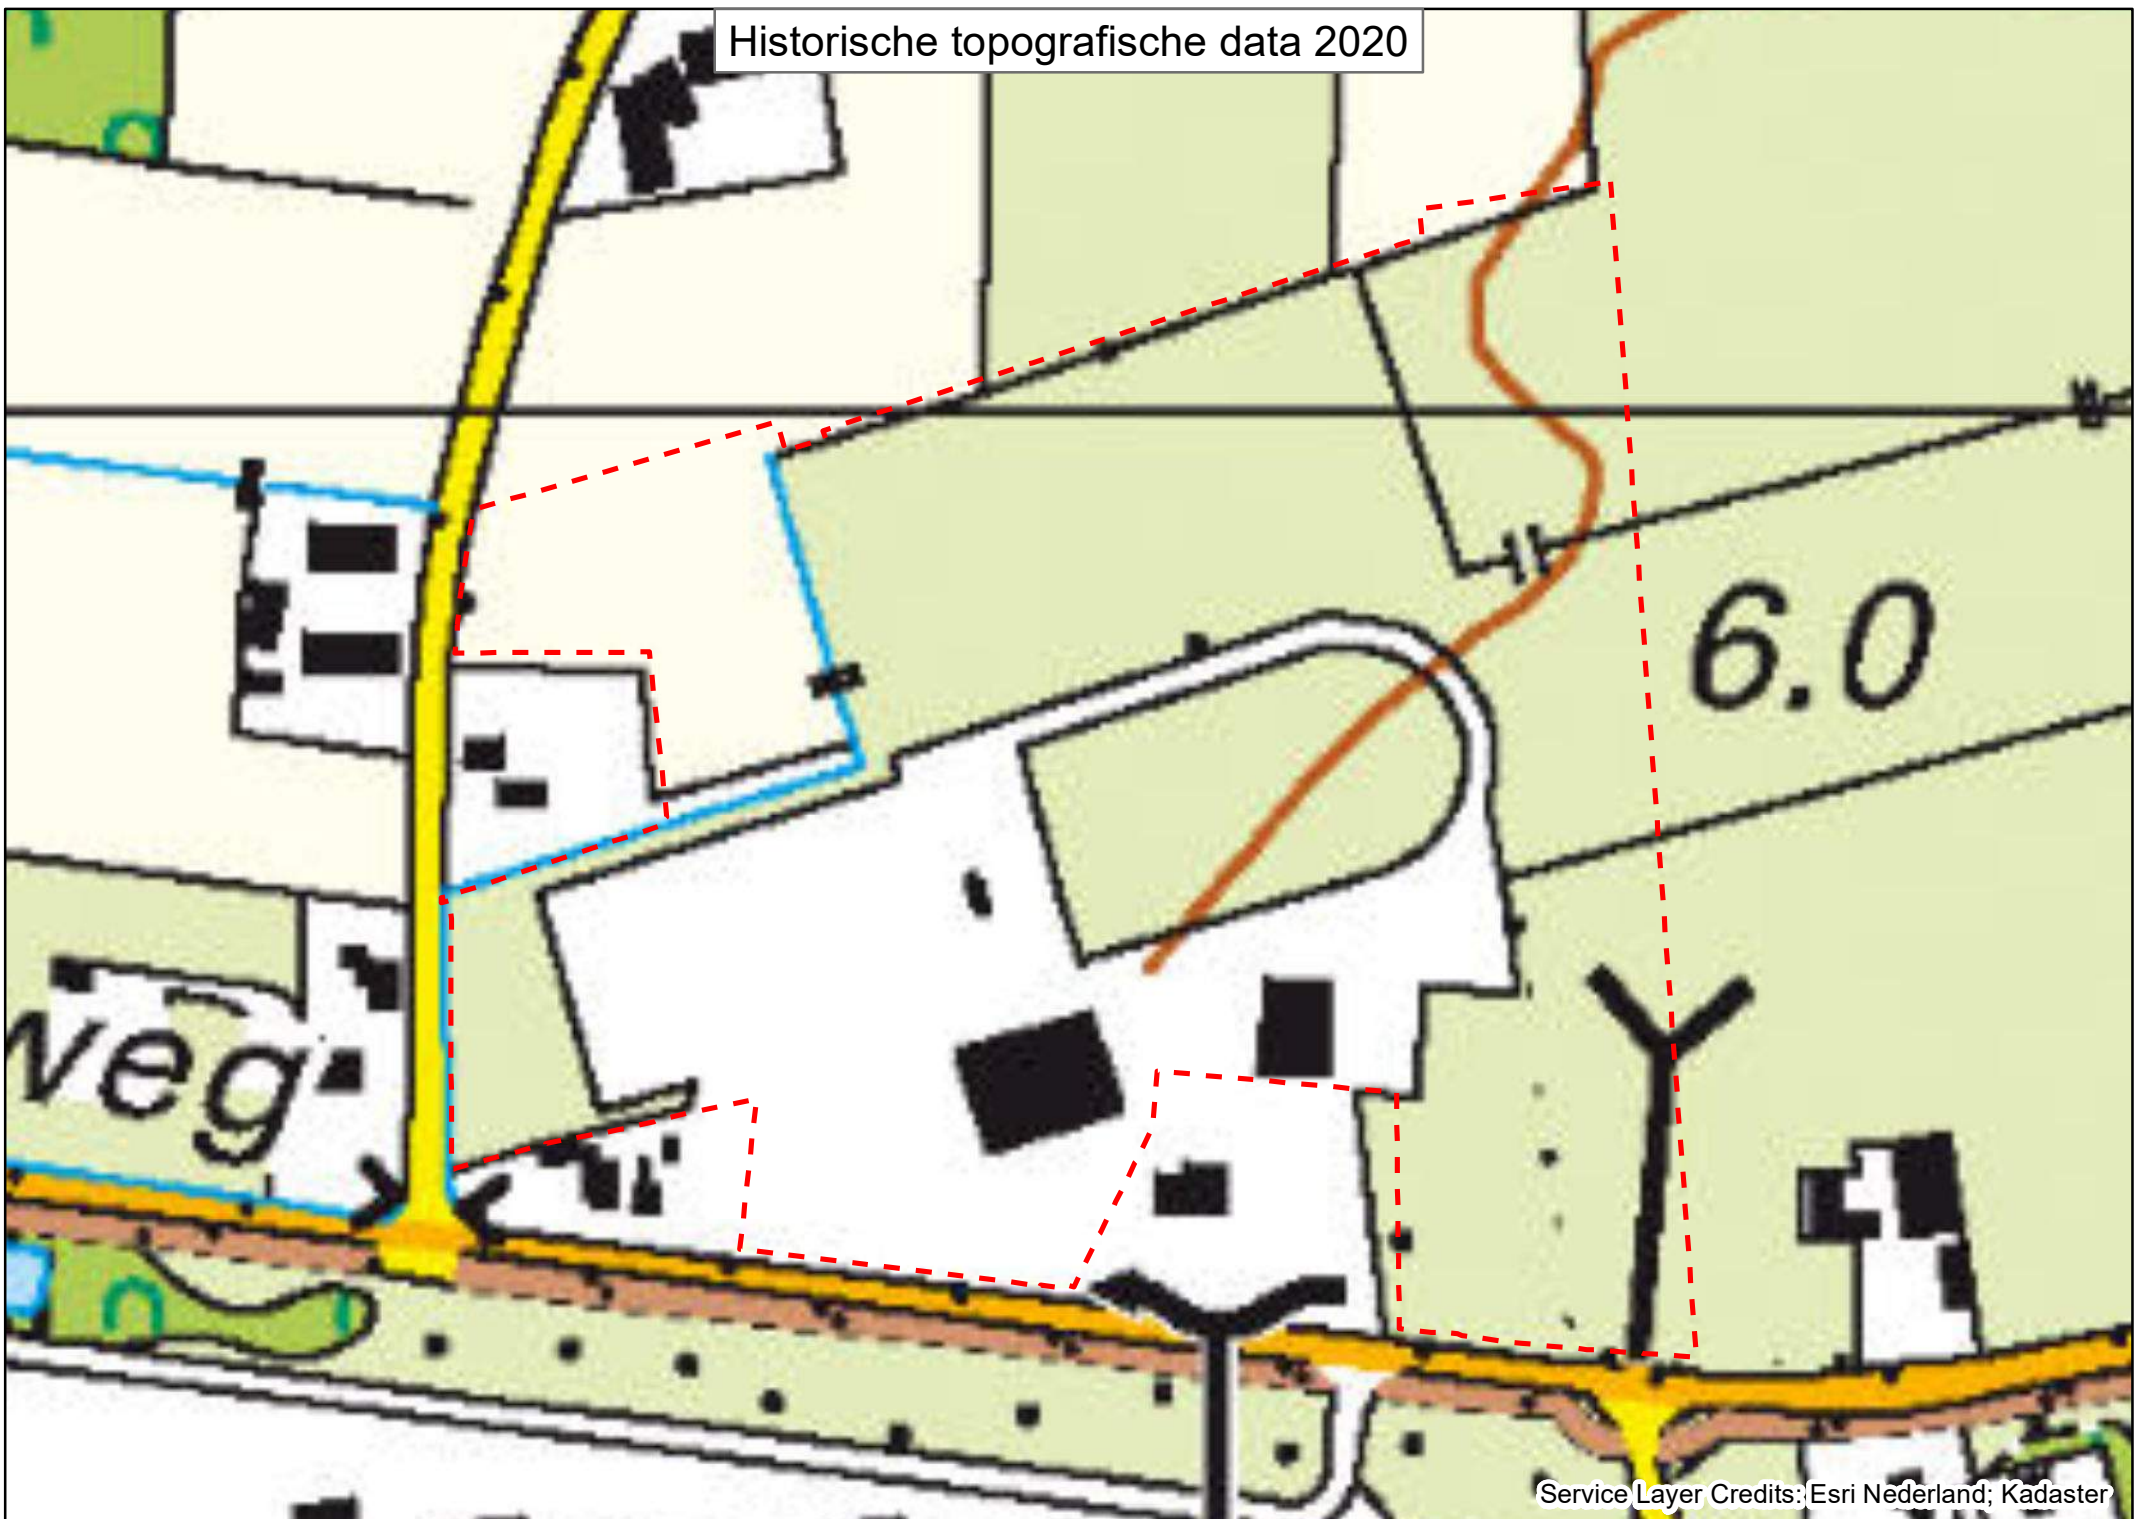 Historische topografische data 2020
6.0
weg
Service Layer Credits: Esri Nederland; Kadaster